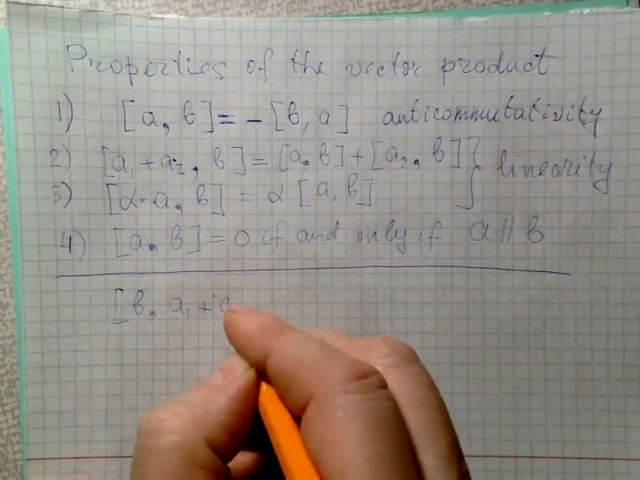 Properties of the vector product
1) [a, b] = - [b, a] anticommutativity
2) [a₁ + a₂, b] = [a, b] + [a₂, b] } linearity
3) [α · a, b] = α [a, b]
4) [a, b] = 0 if and only if a || b
[b, a₁ + a